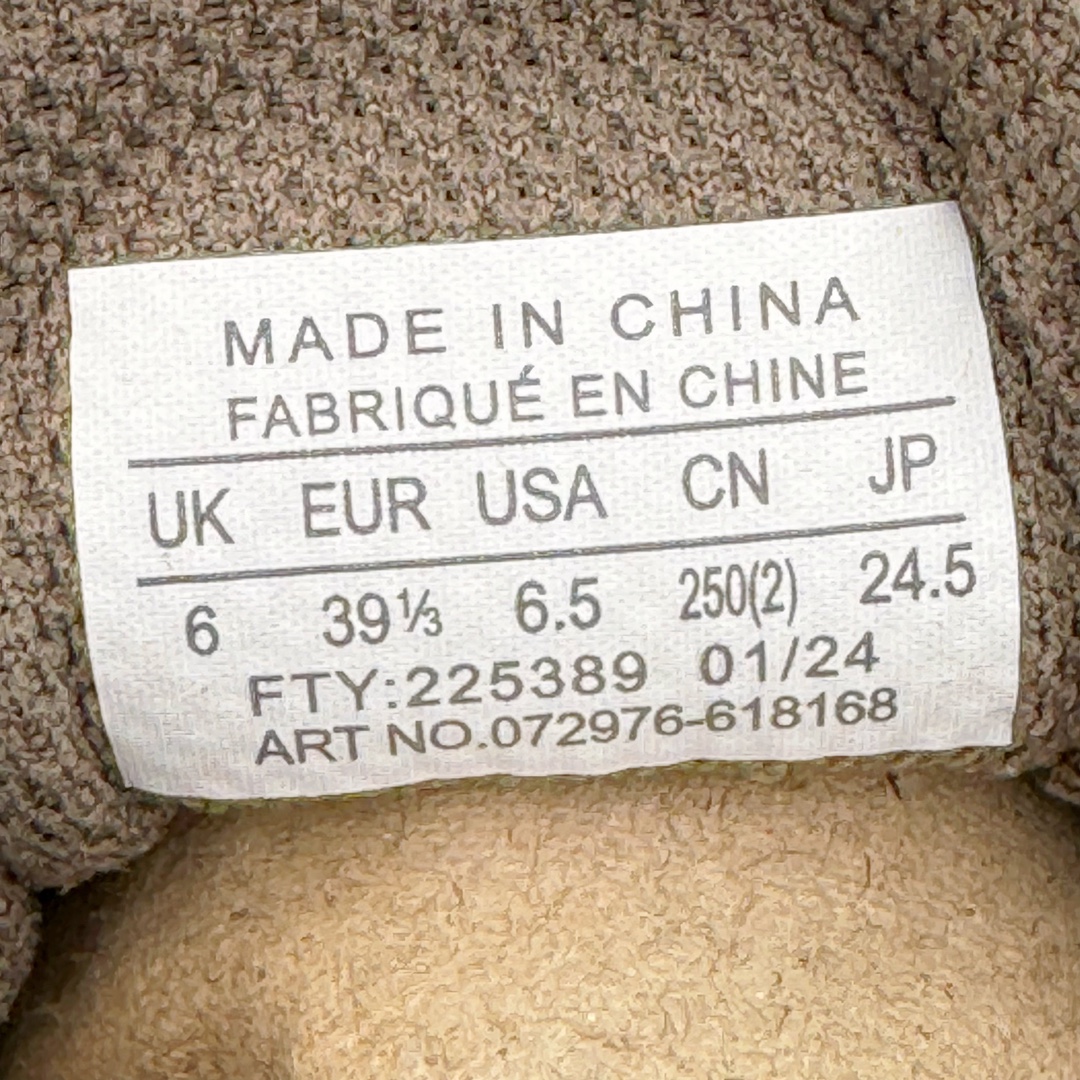 MADE IN CHINA
FABRIQUÉ EN CHINE
UK EUR USA CN JP
6 39⅓ 6.5 250(2) 24.5
FTY:225389 01/24
ART NO.072976-618168